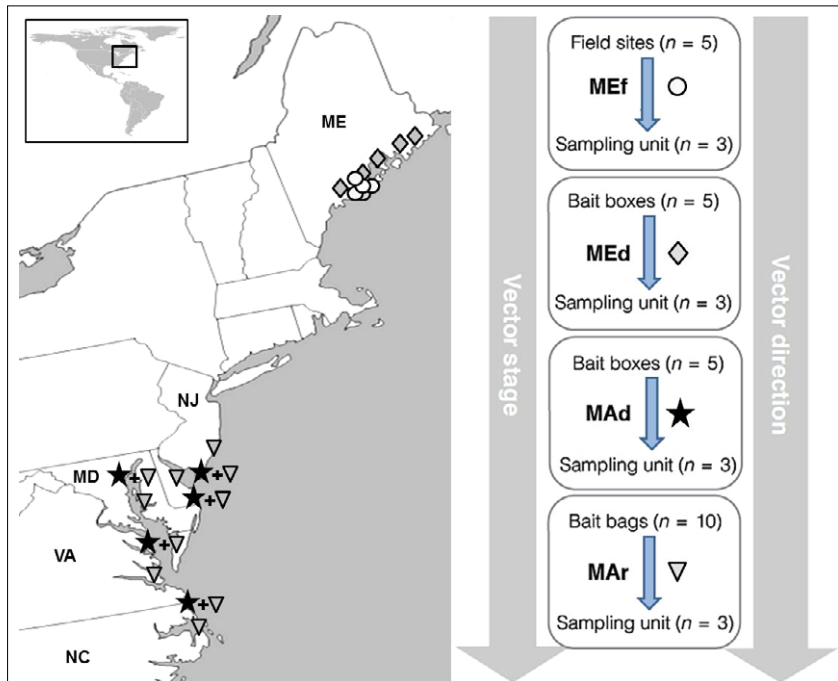 ME
NJ
MD
+
+
+
VA
+
NC
Vector stage
Field sites (n = 5)
MEf
Sampling unit (n = 3)
Bait boxes (n = 5)
MEd
Sampling unit (n = 3)
Bait boxes (n = 5)
MAd
Sampling unit (n = 3)
Bait bags (n = 10)
MAr
Sampling unit (n = 3)
Vector direction